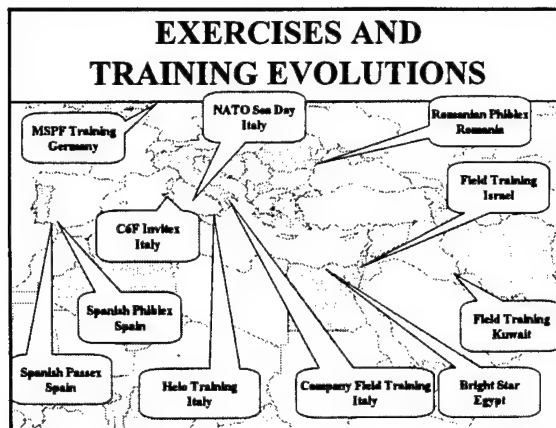 EXERCISES AND
TRAINING EVOLUTIONS
MSPF Training
Germany
NATO Sea Day
Italy
Romanian Phiblex
Romania
Field Training
Israel
C6F Invitex
Italy
Spanish Phiblex
Spain
Field Training
Kuwait
Spanish Passex
Spain
Helo Training
Italy
Company Field Training
Italy
Bright Star
Egypt